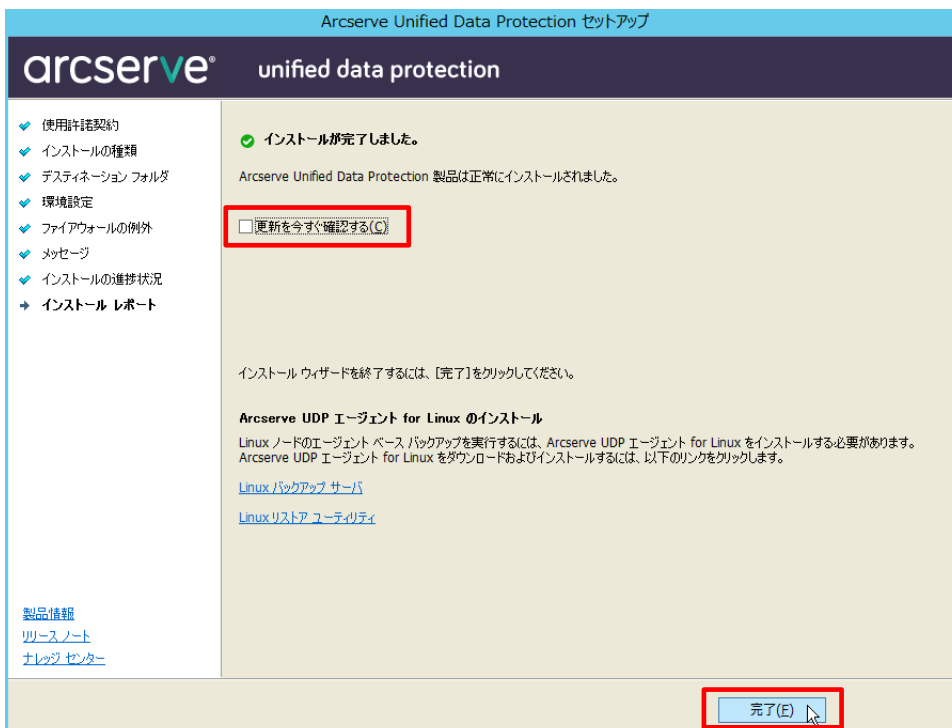 Arcserve Unified Data Protection セットアップ
arcserve® unified data protection
使用許諾契約
インストールの種類
デスティネーション フォルダ
環境設定
ファイアウォールの例外
メッセージ
インストールの進捗状況
インストール レポート
製品情報
リリース ノート
ナレッジ センター
インストールが完了しました。
Arcserve Unified Data Protection 製品は正常にインストールされました。
更新を今すぐ確認する(C)
インストール ウィザードを終了するには、[完了]をクリックしてください。
Arcserve UDP エージェント for Linux のインストール
Linux ノードのエージェント ベース バックアップを実行するには、Arcserve UDP エージェント for Linux をインストールする必要があります。
Arcserve UDP エージェント for Linux をダウンロードおよびインストールするには、以下のリンクをクリックします。
Linux バックアップ サーバ
Linux リストア ユーティリティ
完了(E)